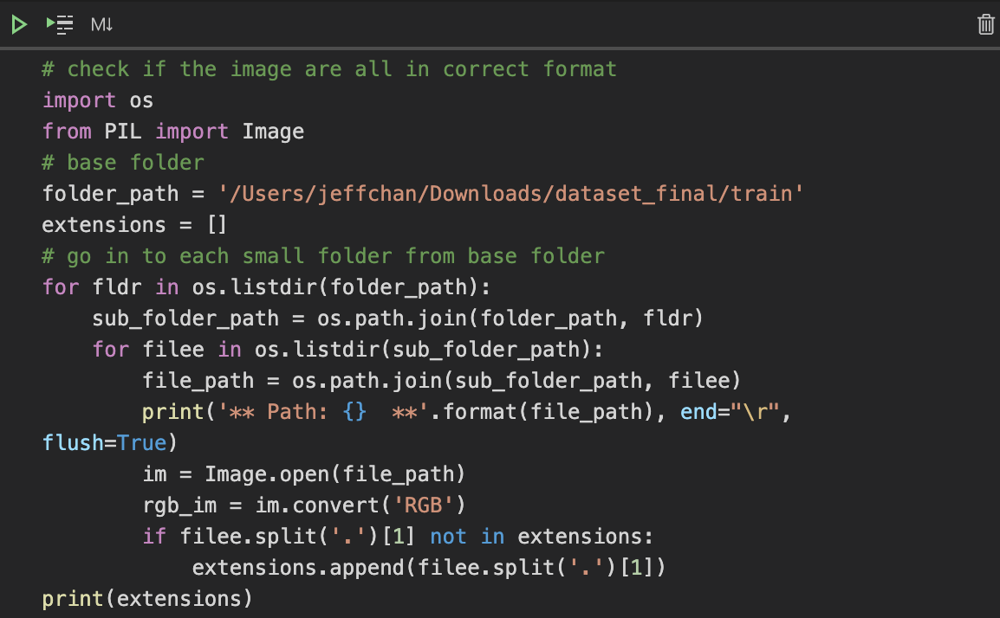 M↓
# check if the image are all in correct format
import os
from PIL import Image
# base folder
folder_path = '/Users/jeffchan/Downloads/dataset_final/train'
extensions = []
# go in to each small folder from base folder
for fldr in os.listdir(folder_path):
    sub_folder_path = os.path.join(folder_path, fldr)
    for filee in os.listdir(sub_folder_path):
        file_path = os.path.join(sub_folder_path, filee)
        print('** Path: {}  **'.format(file_path), end="\r",
flush=True)
        im = Image.open(file_path)
        rgb_im = im.convert('RGB')
        if filee.split('.')[1] not in extensions:
            extensions.append(filee.split('.')[1])
print(extensions)